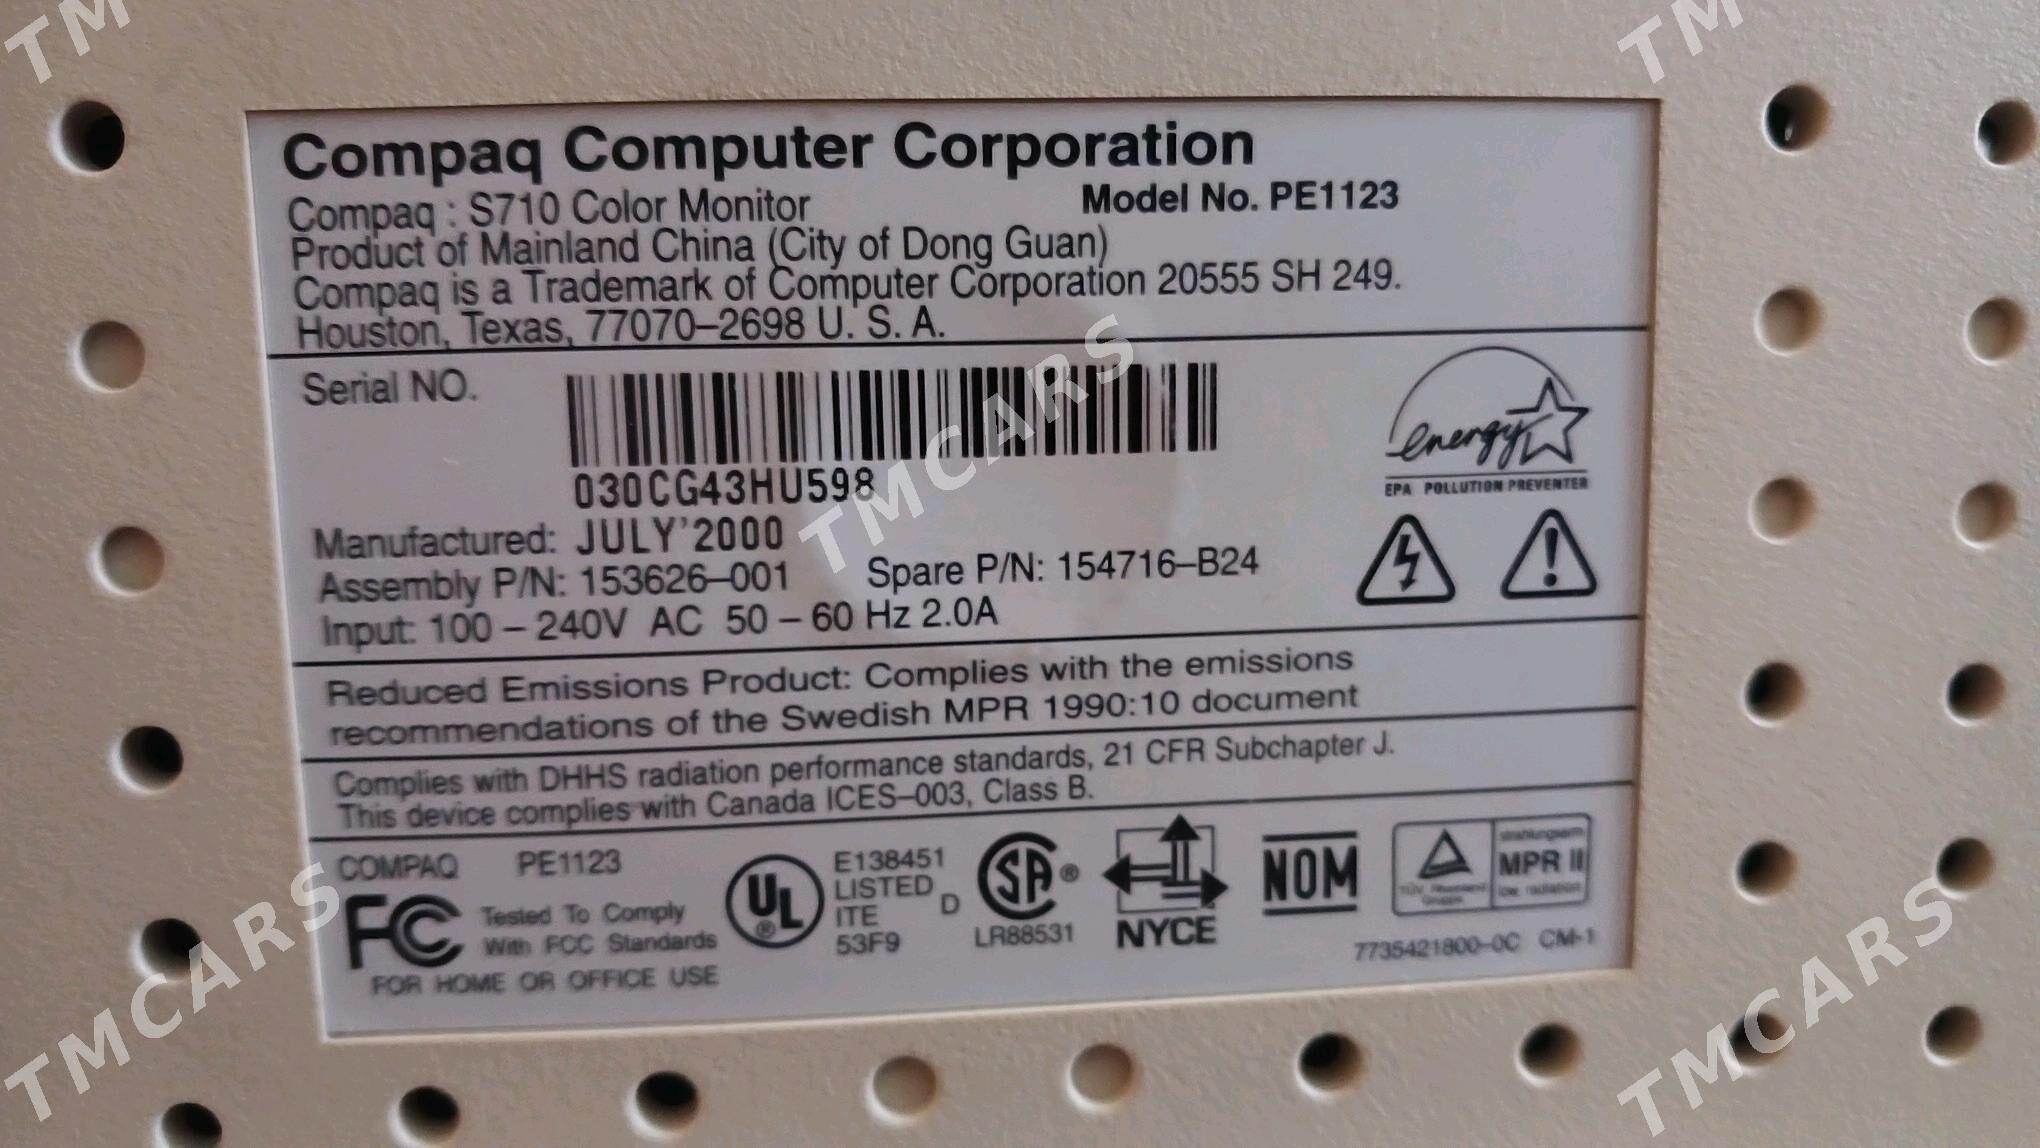 Compaq Computer Corporation
Compaq : S710 Color Monitor Model No. PE1123
Product of Mainland China (City of Dong Guan)
Compaq is a Trademark of Computer Corporation 20555 SH 249.
Houston, Texas, 77070-2698 U. S. A.
Serial NO.
030CG43HU598
energy
EPA POLLUTION PREVENTER
Manufactured: JULY'2000
Assembly P/N: 153626-001 Spare P/N: 154716-B24
Input: 100 - 240V AC 50 - 60 Hz 2.0A
Reduced Emissions Product: Complies with the emissions
recommendations of the Swedish MPR 1990:10 document
Complies with DHHS radiation performance standards, 21 CFR Subchapter J.
This device complies with Canada ICES-003, Class B.
COMPAQ PE1123
FC Tested To Comply
With FCC Standards
FOR HOME OR OFFICE USE
UL
E138451
LISTED D
ITE
53F9
SA
LR88531
NYCE
NOM
TÜV Rheinland
strahlungsarm
MPR II
low radiation
7735421800-0C CM-1
TMCARS
TMCARS
TMCARS
TM
TM